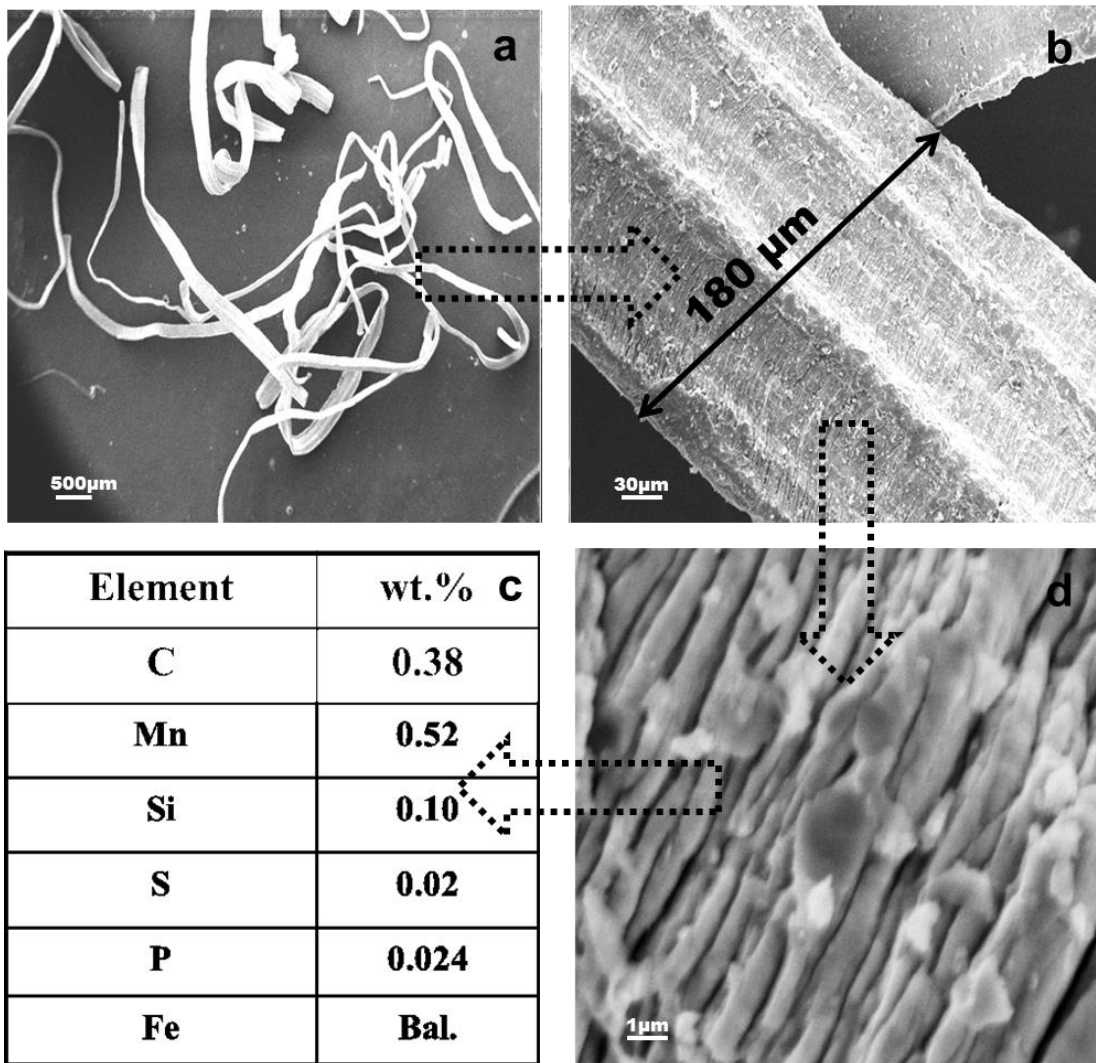 a
500µm
b
180 µm
30µm
Element wt.% c
C 0.38
Mn 0.52
Si 0.10
S 0.02
P 0.024
Fe Bal.
d
1µm